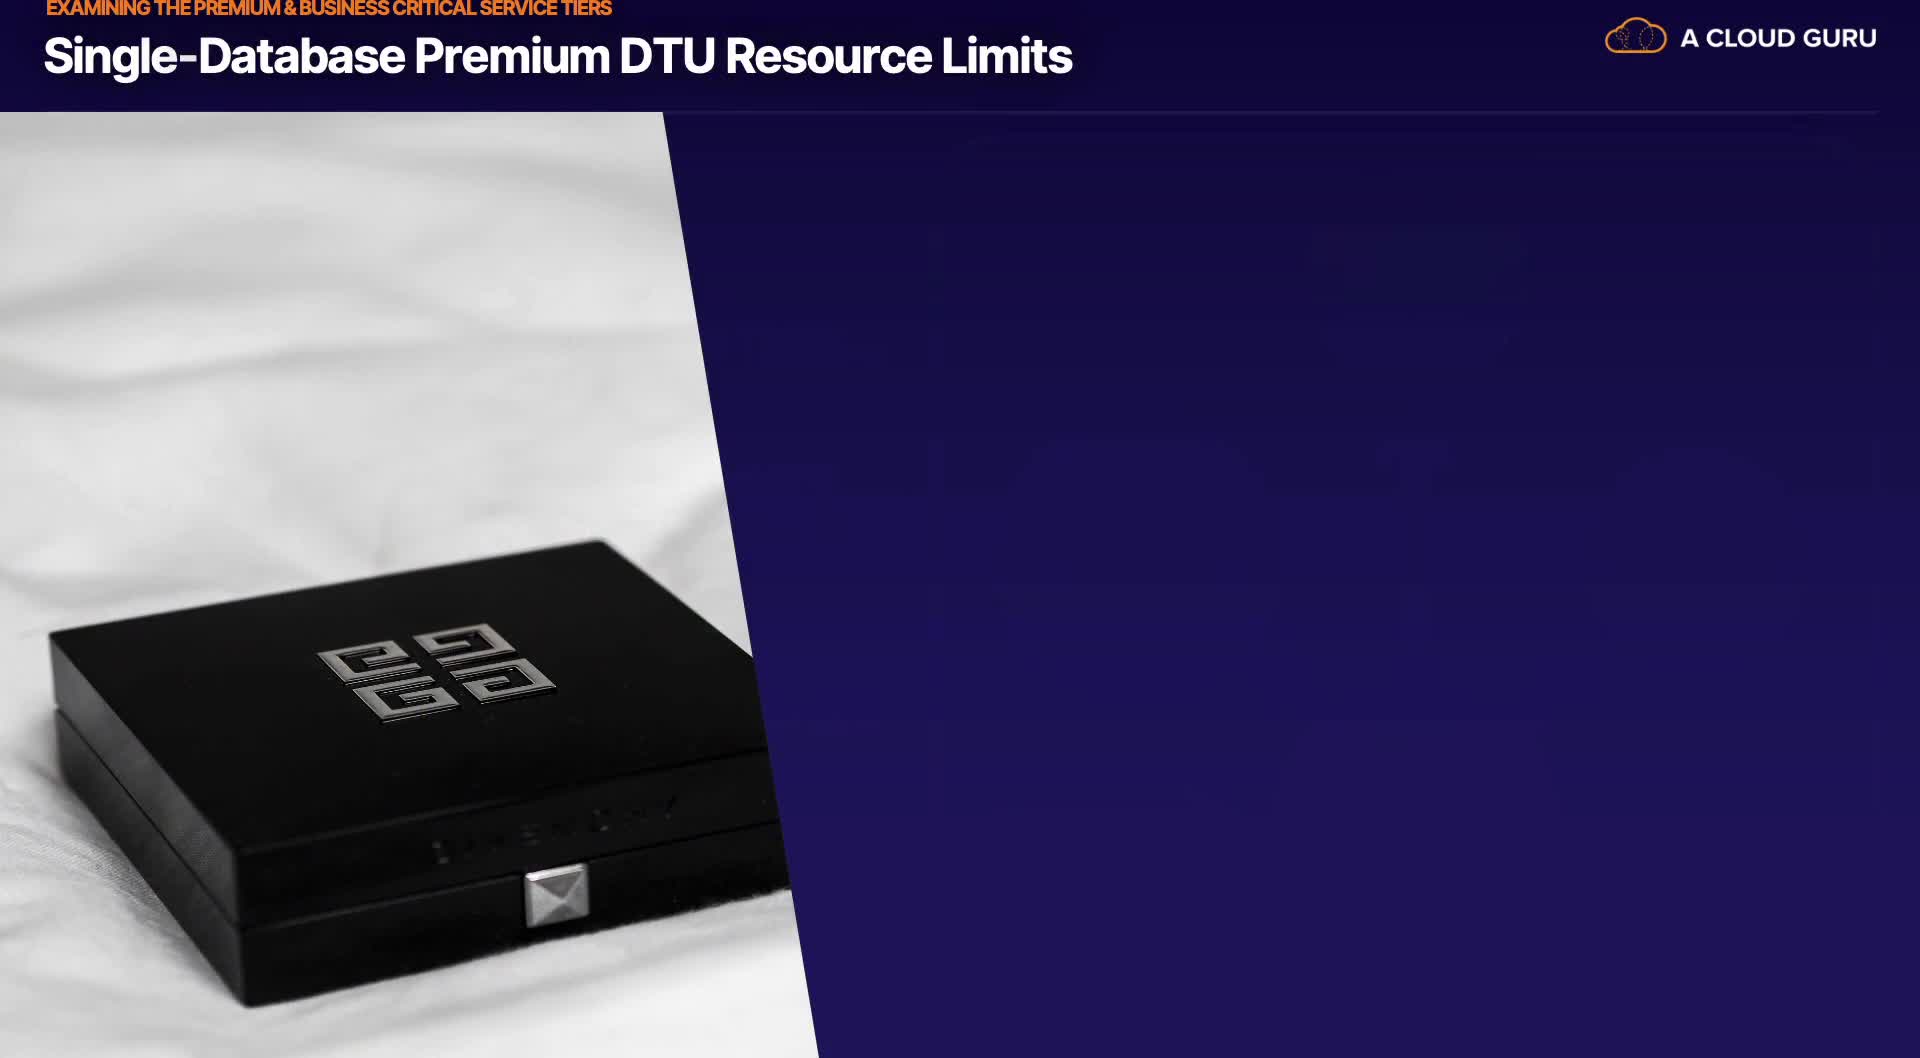 EXAMINING THE PREMIUM & BUSINESS CRITICAL SERVICE TIERS
Single-Database Premium DTU Resource Limits
A CLOUD GURU